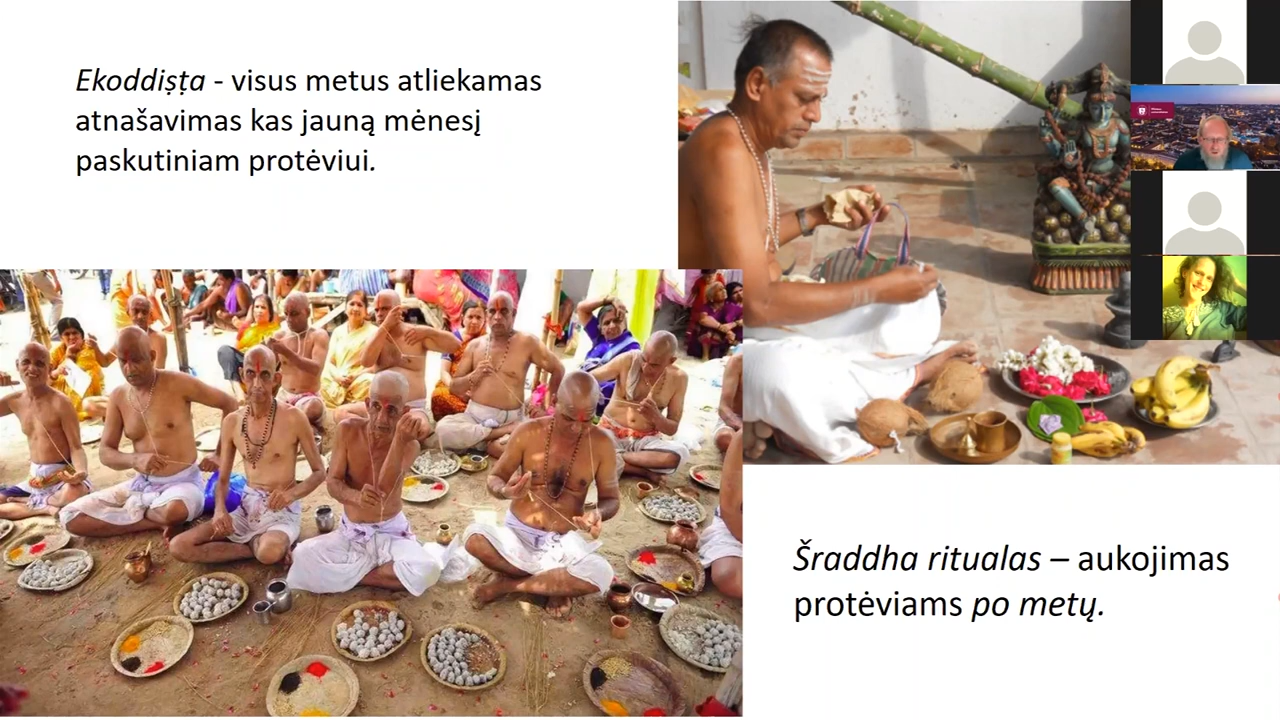 Ekoddiṣṭa - visus metus atliekamas
atnašavimas kas jauną mėnesį
paskutiniam protėviui.
Šraddha ritualas – aukojimas
protėviams po metų.